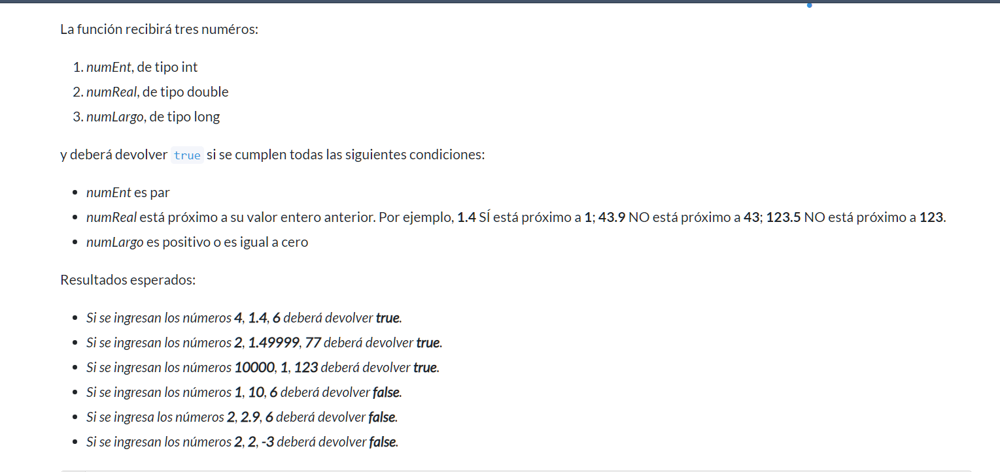 La función recibirá tres numéros:
1. numEnt, de tipo int
2. numReal, de tipo double
3. numLargo, de tipo long
y deberá devolver true si se cumplen todas las siguientes condiciones:
• numEnt es par
• numReal está próximo a su valor entero anterior. Por ejemplo, 1.4 SÍ está próximo a 1; 43.9 NO está próximo a 43; 123.5 NO está próximo a 123.
• numLargo es positivo o es igual a cero
Resultados esperados:
• Si se ingresan los números 4, 1.4, 6 deberá devolver true.
• Si se ingresan los números 2, 1.49999, 77 deberá devolver true.
• Si se ingresan los números 10000, 1, 123 deberá devolver true.
• Si se ingresan los números 1, 10, 6 deberá devolver false.
• Si se ingresa los números 2, 2.9, 6 deberá devolver false.
• Si se ingresan los números 2, 2, -3 deberá devolver false.